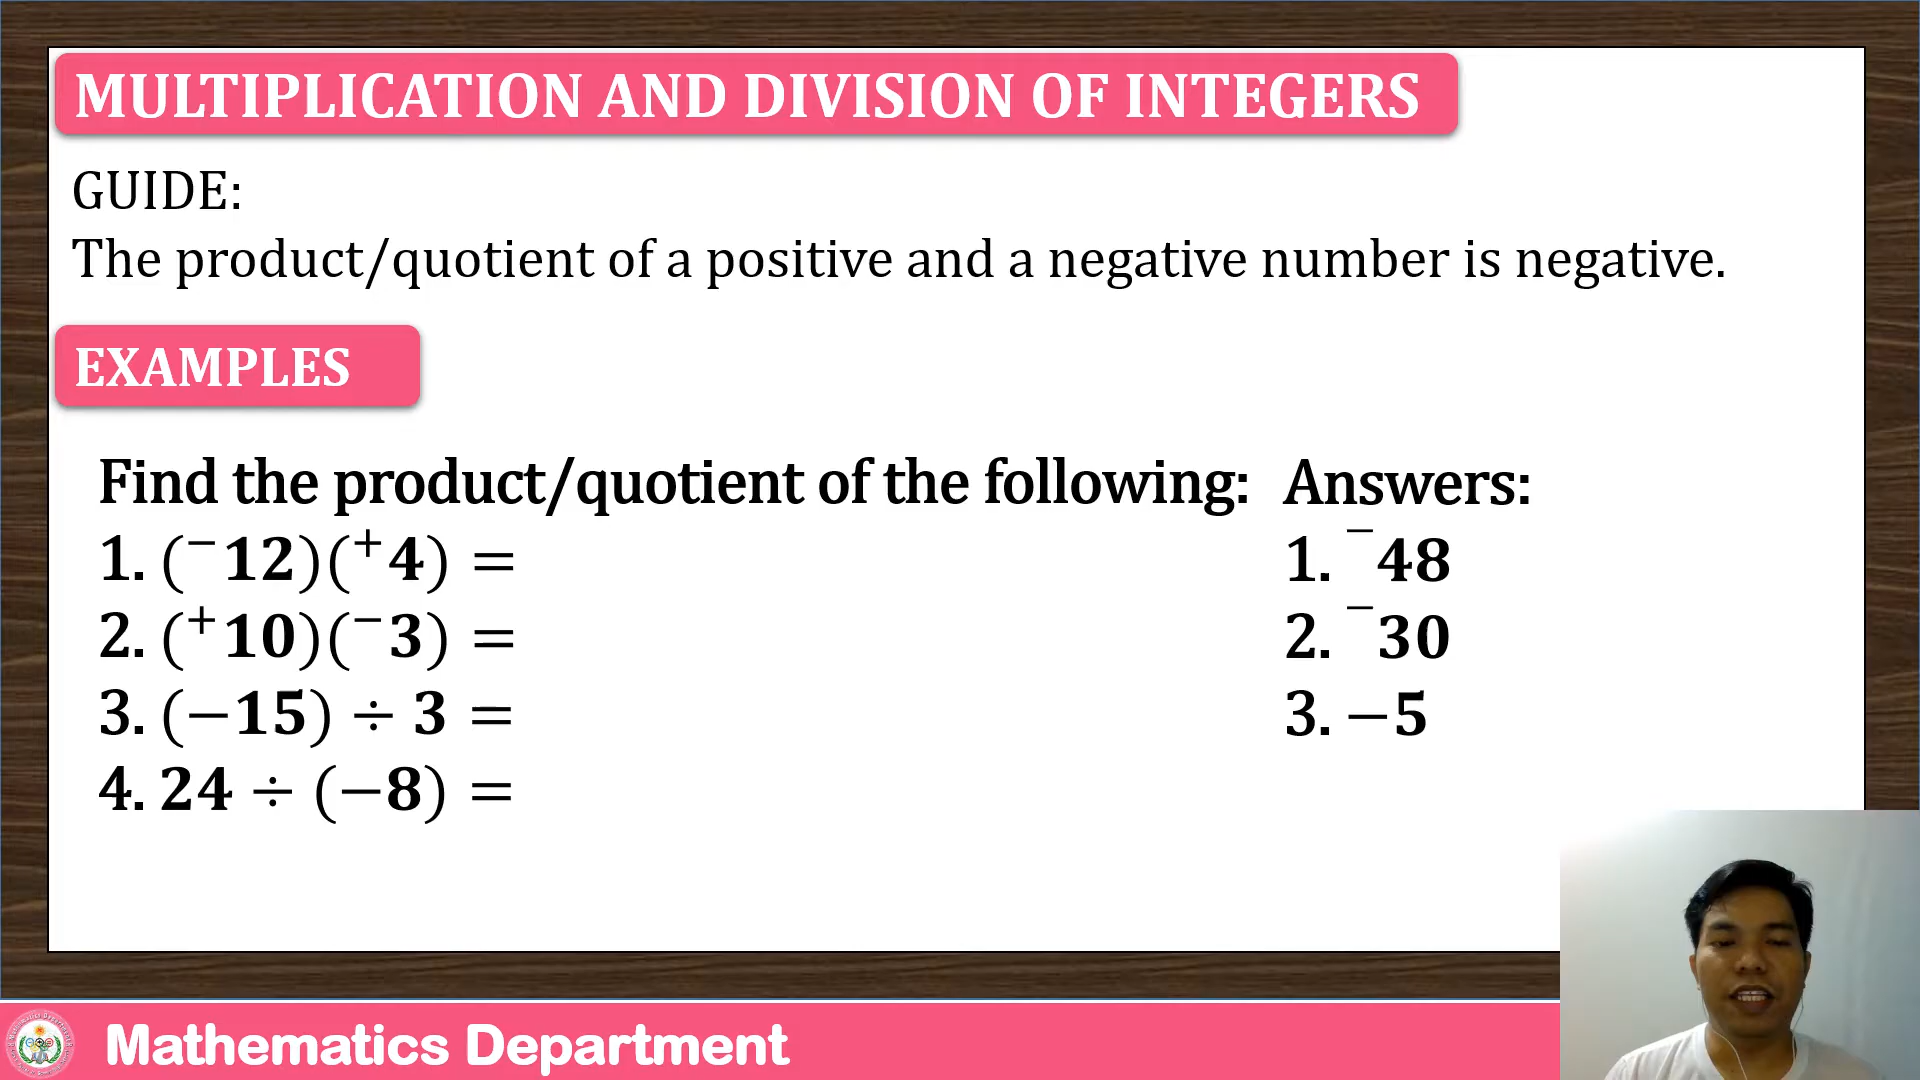 MULTIPLICATION AND DIVISION OF INTEGERS
GUIDE:
The product/quotient of a positive and a negative number is negative.
EXAMPLES
Find the product/quotient of the following:
1. (⁻12)(⁺4) =
2. (⁺10)(⁻3) =
3. (−15) ÷ 3 =
4. 24 ÷ (−8) =
Answers:
1. ⁻48
2. ⁻30
3. −5
Mathematics Department